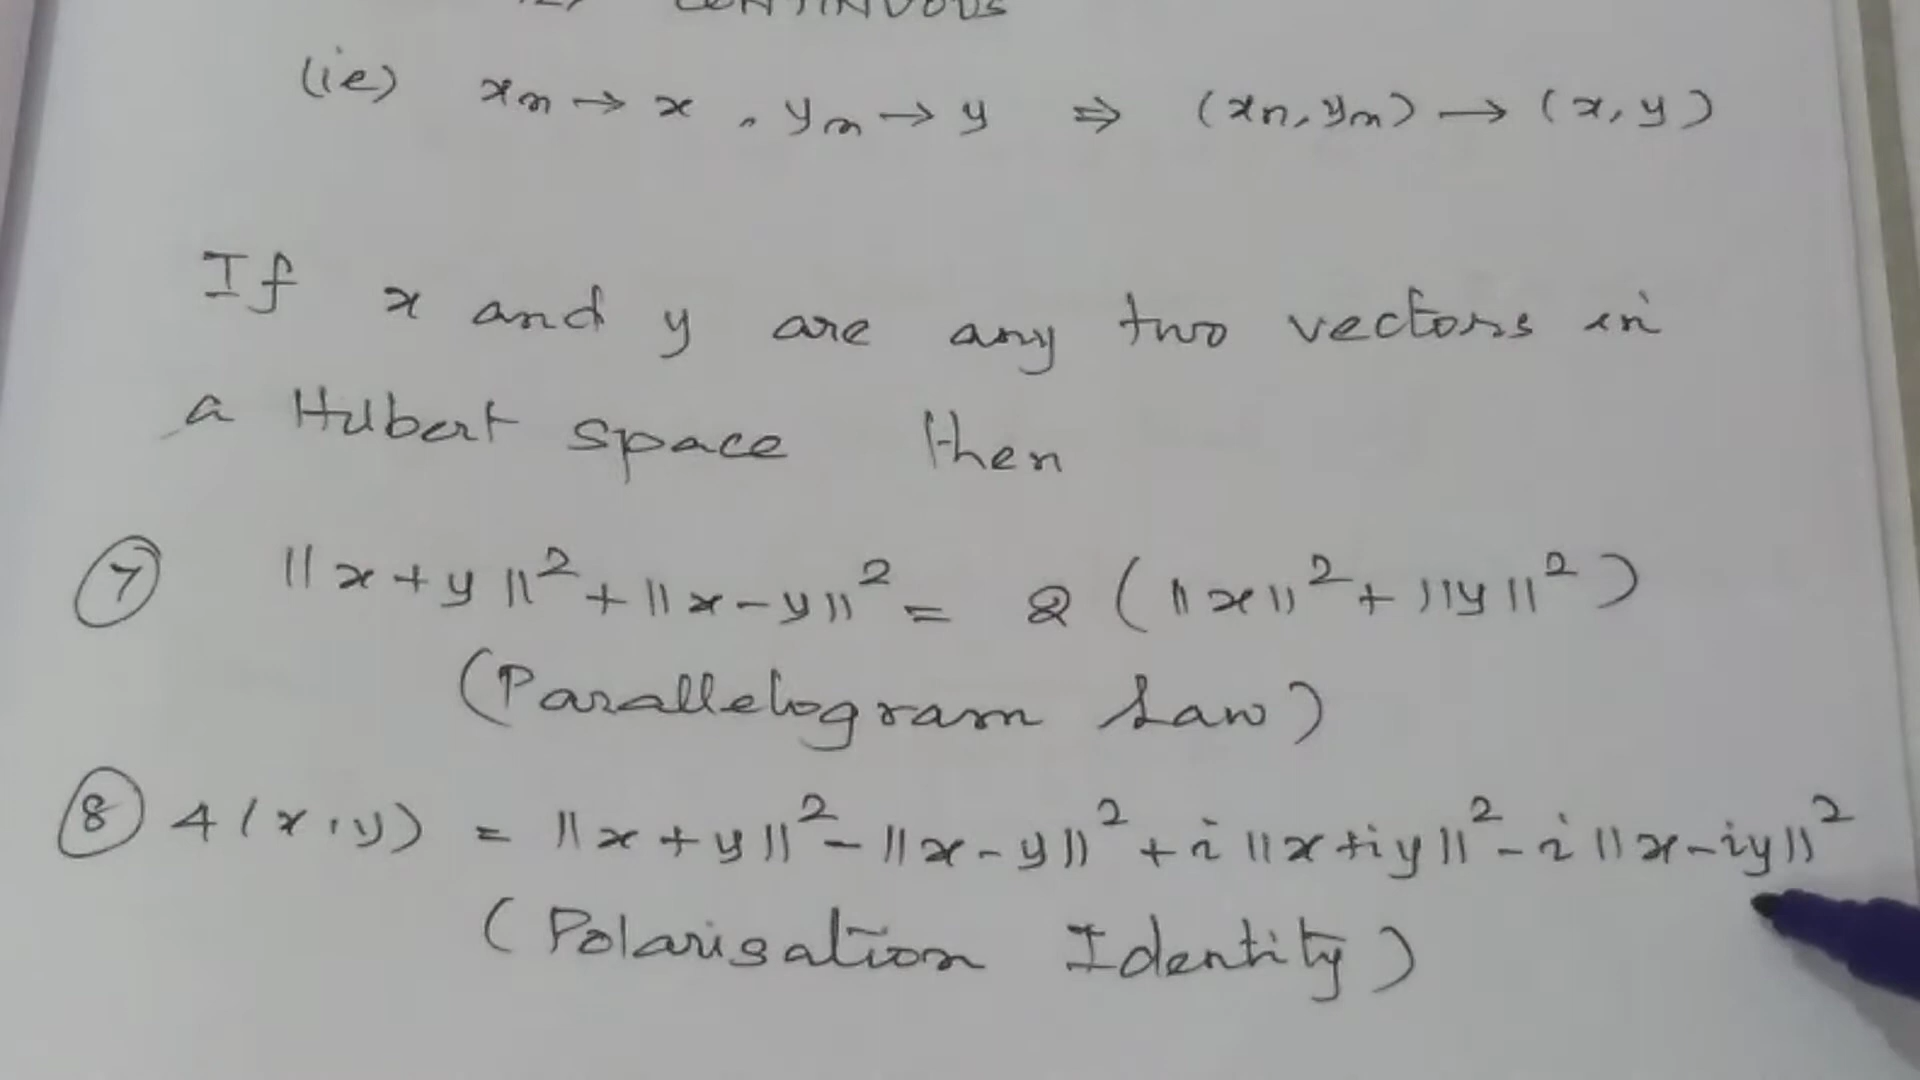 CONTINUOUS
(ie) xn → x , yn → y ⇒ (xn, yn) → (x, y)
If x and y are any two vectors in
a Hilbert space then
⑦ ||x+y||² + ||x-y||² = 2 (||x||² + ||y||²)
(Parallelogram Law)
⑧ 4(x,y) = ||x+y||² - ||x-y||² + i ||x+iy||² - i ||x-iy||²
(Polarisation Identity)